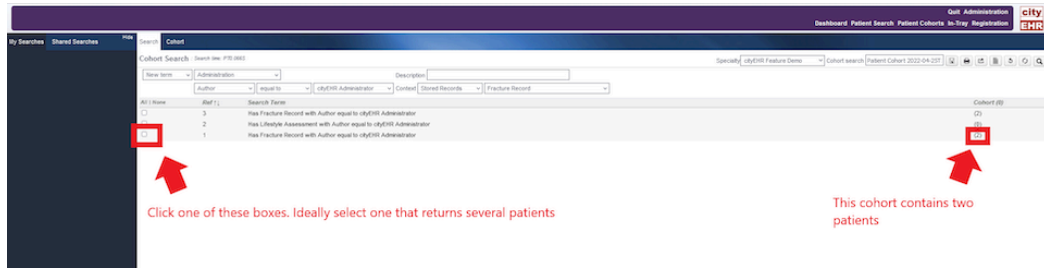 Quit Administration
city
EHR
Dashboard Patient Search Patient Cohorts In-Tray Registration
My Searches Shared Searches Hide
Search Cohort
Cohort Search
Specialty cityEHR Feature Demo Cohort search Patient Cohort 2022-04-23T
New term Administration Description
Author equal to cityEHR Administrator Context Stored Records Fracture Record
All | None Ref Search Term Cohort (0)
3 Has Fracture Record with Author equal to cityEHR Administrator (2)
2 Has Lifestyle Assessment with Author equal to cityEHR Administrator
1 Has Fracture Record with Author equal to cityEHR Administrator (2)
Click one of these boxes. Ideally select one that returns several patients
This cohort contains two
patients